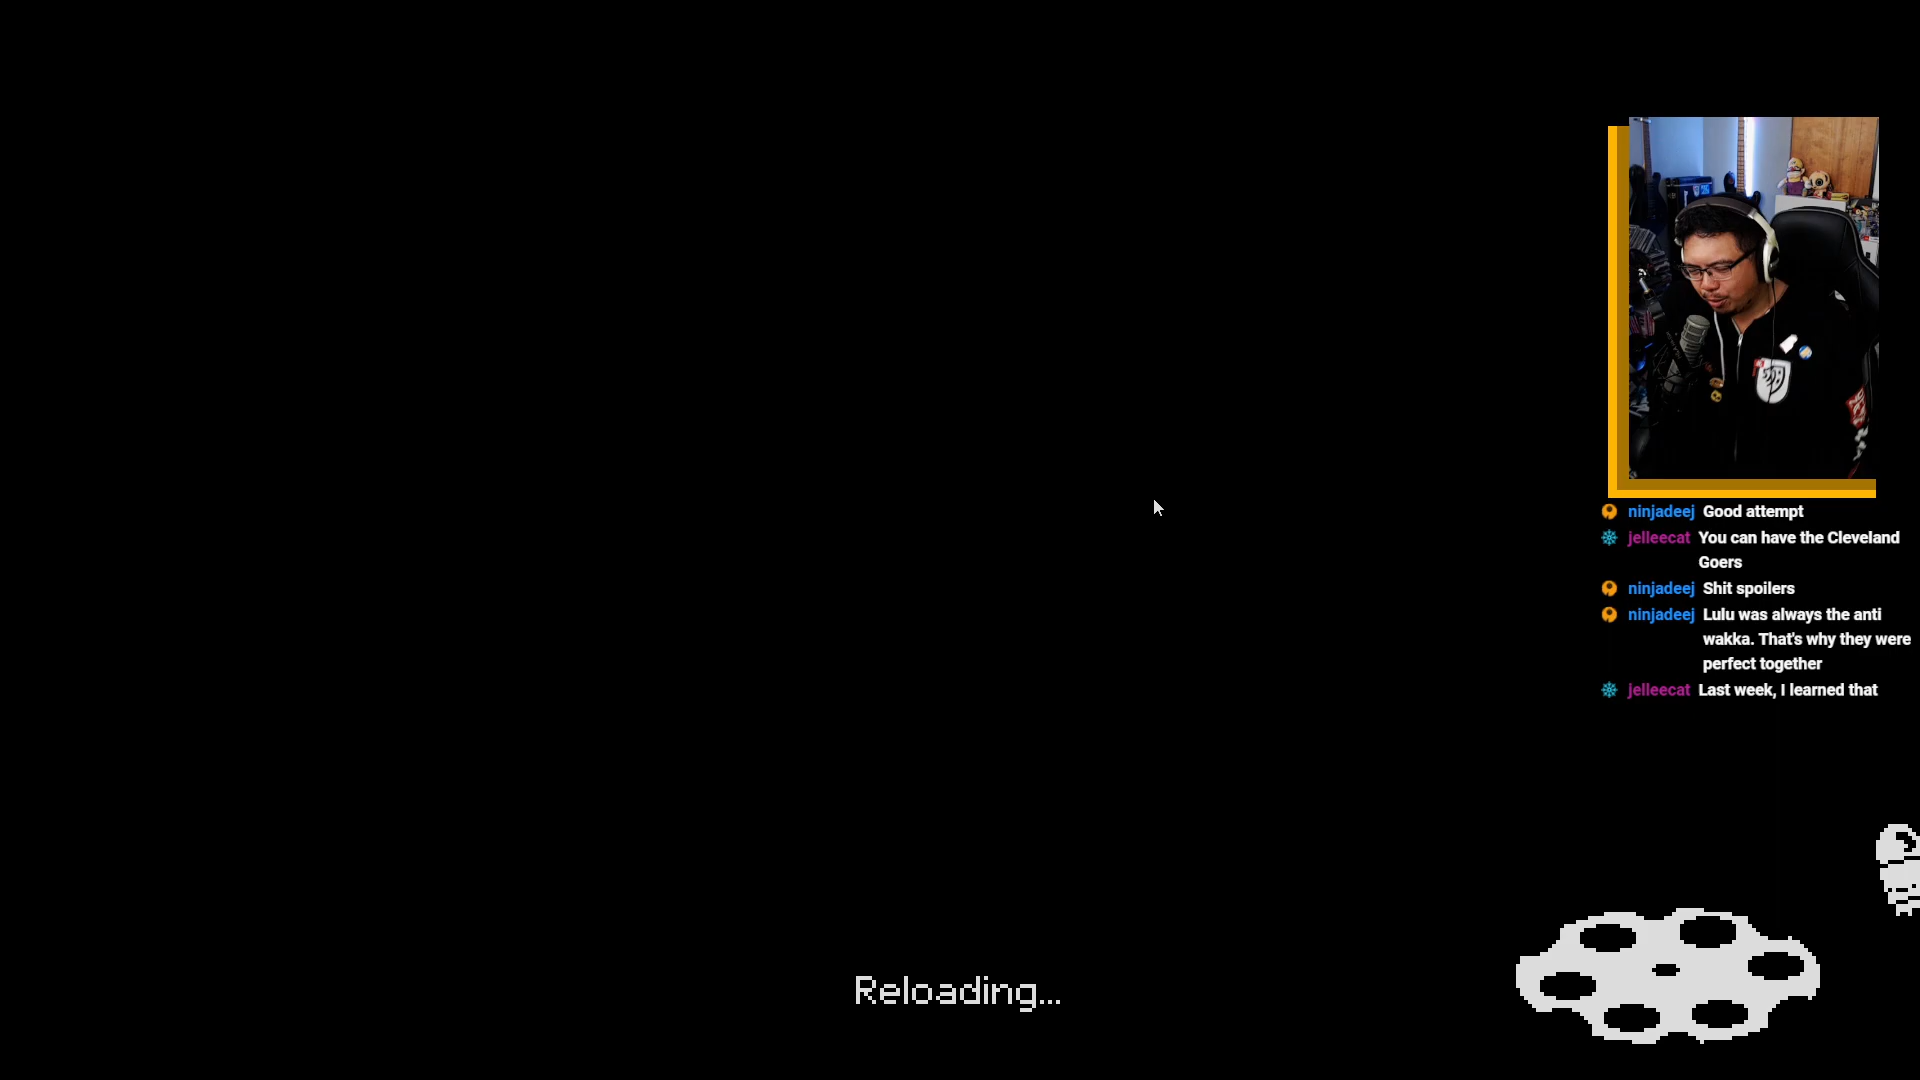 ninjadeej Good attempt
jelleecat You can have the Cleveland
Goers
ninjadeej Shit spoilers
ninjadeej Lulu was always the anti
wakka. That's why they were
perfect together
jelleecat Last week, I learned that
Reloading...